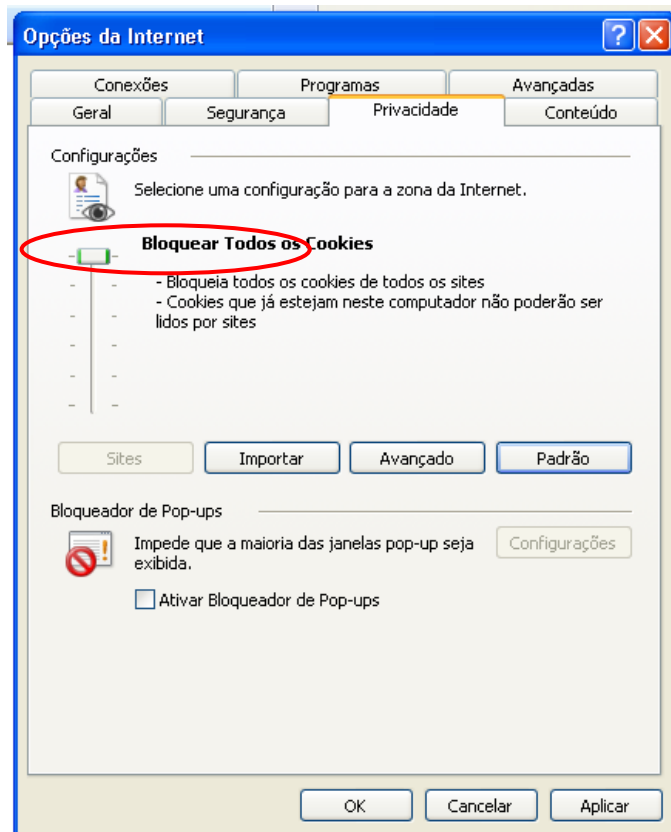 Opções da Internet
Conexões Programas Avançadas
Geral Segurança Privacidade Conteúdo
Configurações
Selecione uma configuração para a zona da Internet.
Bloquear Todos os Cookies
- Bloqueia todos os cookies de todos os sites
- Cookies que já estejam neste computador não poderão ser
lidos por sites
Sites Importar Avançado Padrão
Bloqueador de Pop-ups
Impede que a maioria das janelas pop-up seja
exibida.
Configurações
Ativar Bloqueador de Pop-ups
OK Cancelar Aplicar